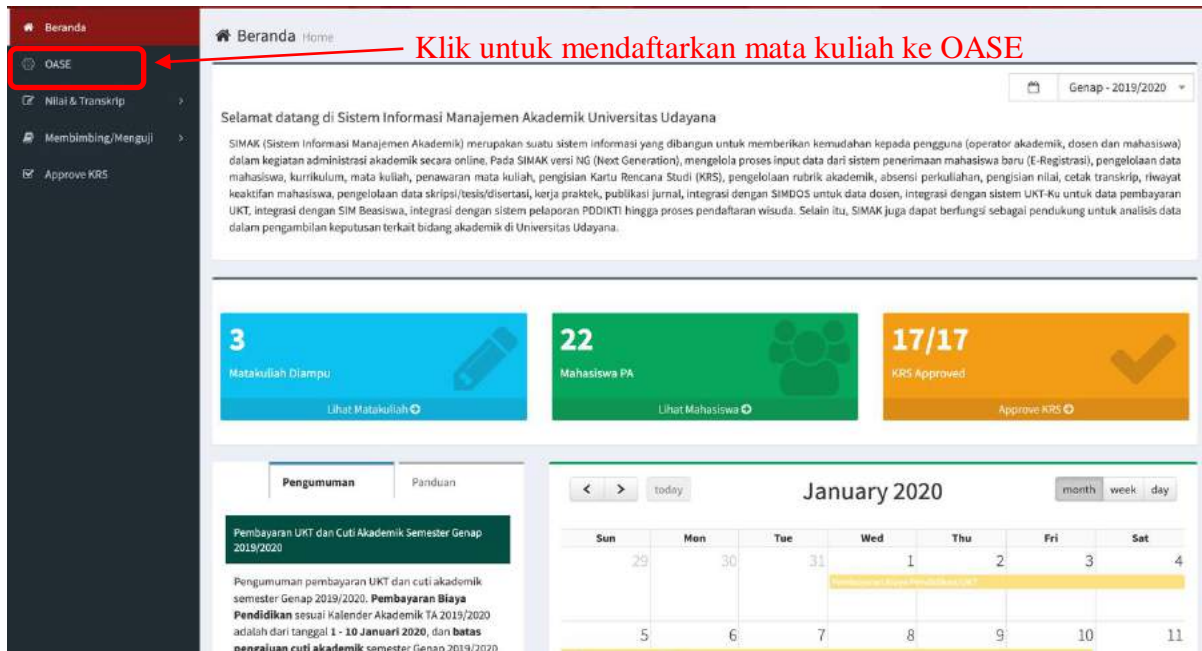 Beranda
OASE
Nilai & Transkrip
Membimbing/Menguji
Approve KRS
Beranda Home
Klik untuk mendaftarkan mata kuliah ke OASE
Genap - 2019/2020
Selamat datang di Sistem Informasi Manajemen Akademik Universitas Udayana
SIMAK (Sistem Informasi Manajemen Akademik) merupakan suatu sistem informasi yang dibangun untuk memberikan kemudahan kepada pengguna (operator akademik, dosen dan mahasiswa)
dalam kegiatan administrasi akademik secara online. Pada SIMAK versi NG (Next Generation), mengelola proses input data dari sistem penerimaan mahasiswa baru (E-Registrasi), pengelolaan data
mahasiswa, kurrikulum, mata kuliah, penawaran mata kuliah, pengisian Kartu Rencana Studi (KRS), pengelolaan rubrik akademik, absensi perkuliahan, pengisian nilai, cetak transkrip, riwayat
keaktifan mahasiswa, pengelolaan data skripsi/tesis/disertasi, kerja praktek, publikasi jurnal, integrasi dengan SIMDOS untuk data dosen, integrasi dengan sistem UKT-Ku untuk data pembayaran
UKT, integrasi dengan SIM Beasiswa, integrasi dengan sistem pelaporan PDDIKTI hingga proses pendaftaran wisuda. Selain itu, SIMAK juga dapat berfungsi sebagai pendukung untuk analisis data
dalam pengambilan keputusan terkait bidang akademik di Universitas Udayana.
3
Matakuliah Diampu
Lihat Matakuliah
22
Mahasiswa PA
Lihat Mahasiswa
17/17
KRS Approved
Approve KRS
Pengumuman
Panduan
Pembayaran UKT dan Cuti Akademik Semester Genap
2019/2020
Pengumuman pembayaran UKT dan cuti akademik
semester Genap 2019/2020. Pembayaran Biaya
Pendidikan sesuai Kalender Akademik TA 2019/2020
adalah dari tanggal 1 - 10 Januari 2020, dan batas
pengajuan cuti akademik semester Genap 2019/2020
today
January 2020
month week day
Sun Mon Tue Wed Thu Fri Sat
29 30 31 1 2 3 4
Pembayaran Biaya Pendidikan/UKT
5 6 7 8 9 10 11